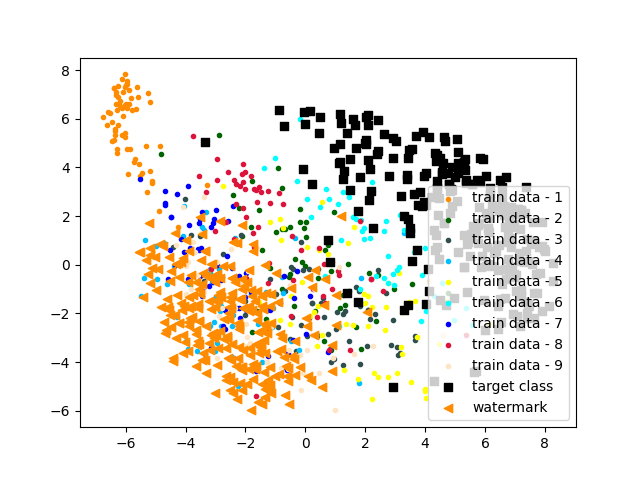 8
6
4
2
0
−2
−4
−6
−6 −4 −2 0 2 4 6 8
train data - 1
train data - 2
train data - 3
train data - 4
train data - 5
train data - 6
train data - 7
train data - 8
train data - 9
target class
watermark